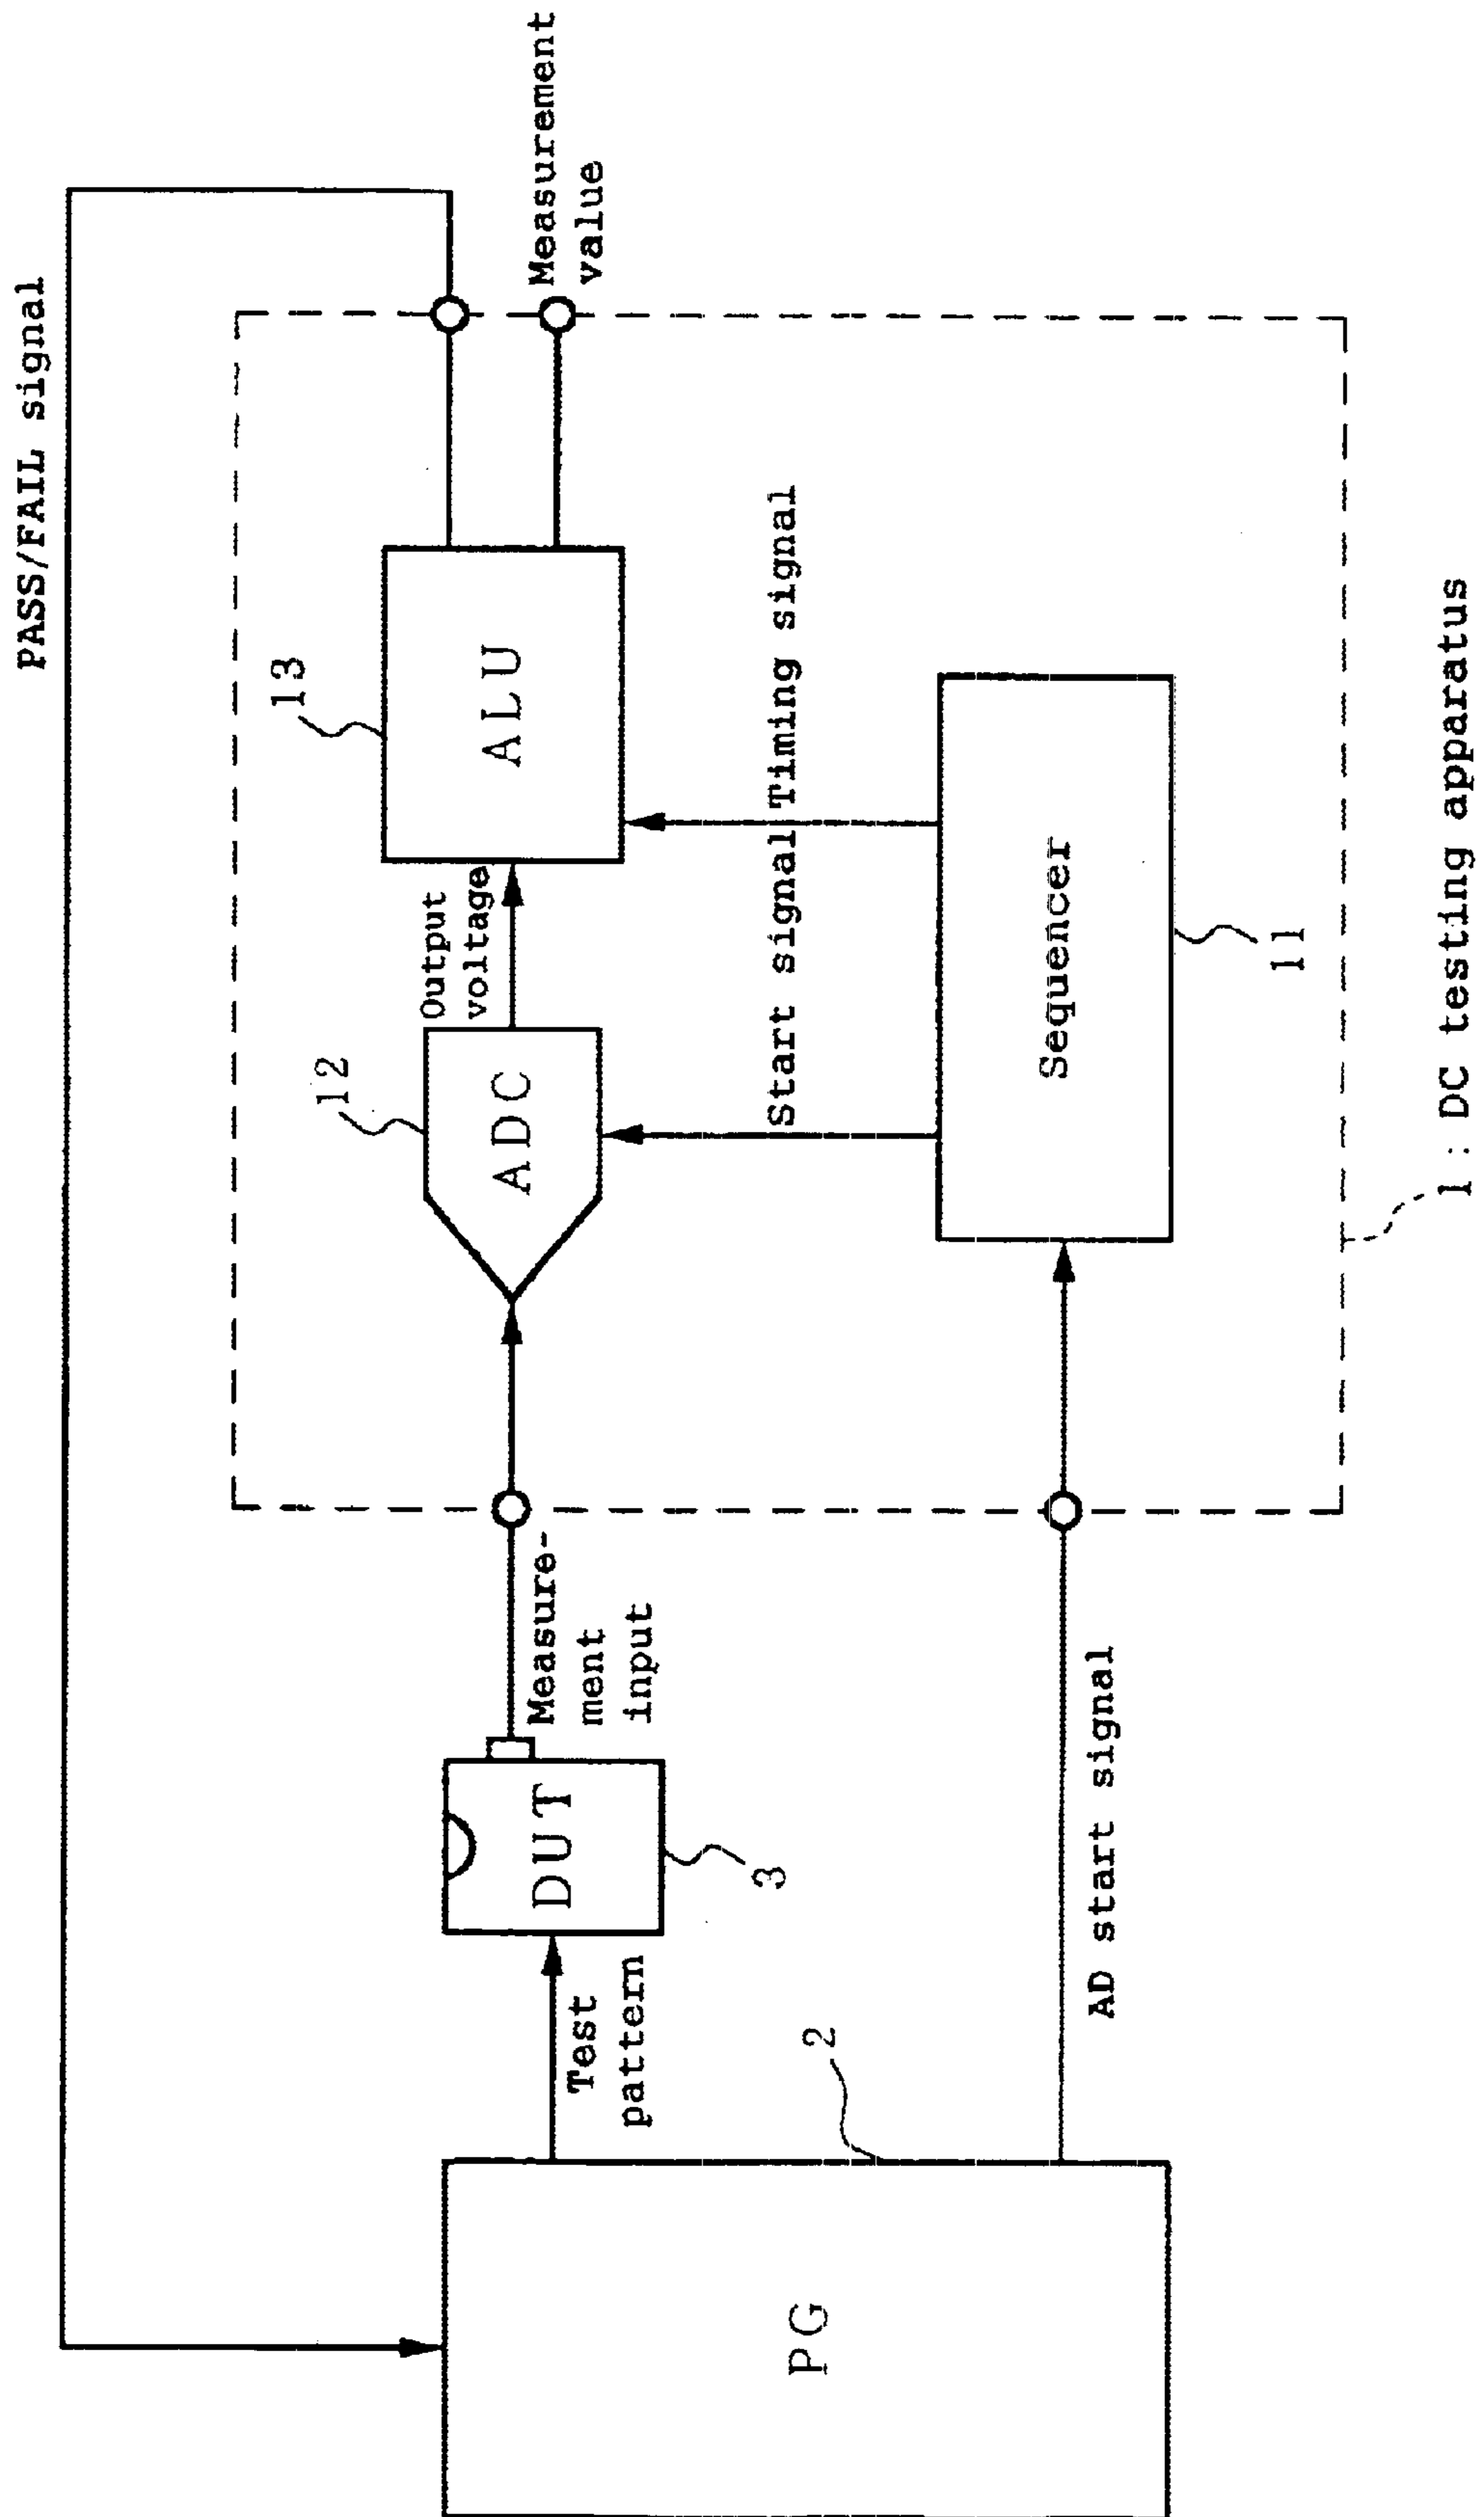 PASS/FAIL signal
13
12
Output
voltage
ALU
ADC
Measurement
value
DUT
Measure-
ment
input
Test
pattern
3
2
PG
Start signal
Timing signal
Sequencer
11
AD start signal
1 : DC testing apparatus